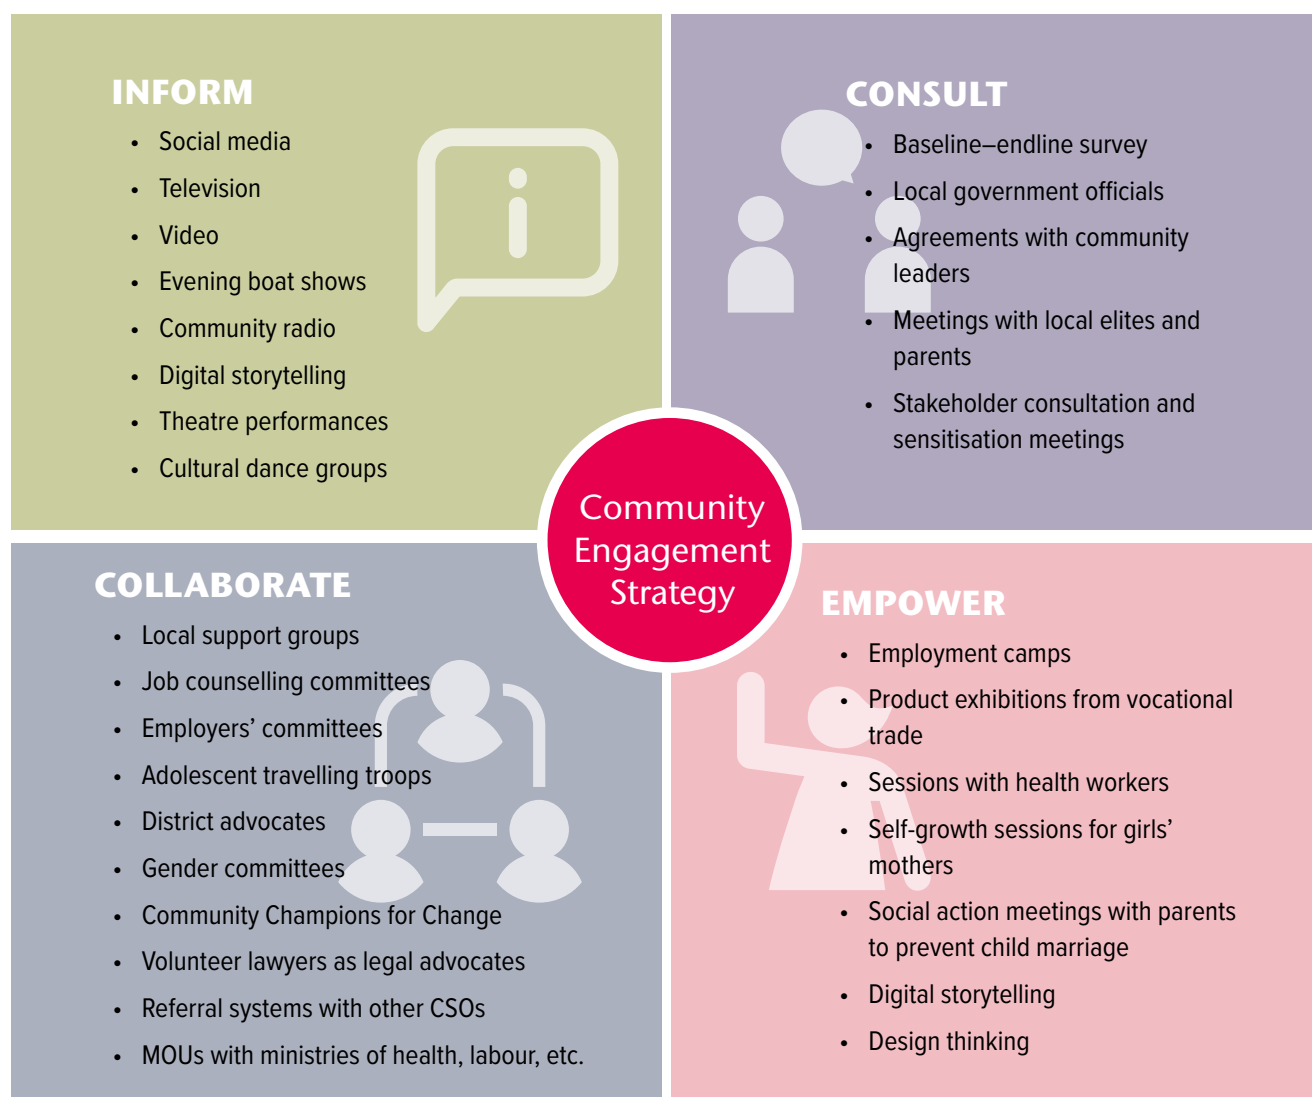 INFORM
• Social media
• Television
• Video
• Evening boat shows
• Community radio
• Digital storytelling
• Theatre performances
• Cultural dance groups
CONSULT
• Baseline–endline survey
• Local government officials
• Agreements with community
leaders
• Meetings with local elites and
parents
• Stakeholder consultation and
sensitisation meetings
Community
Engagement
Strategy
COLLABORATE
• Local support groups
• Job counselling committees
• Employers’ committees
• Adolescent travelling troops
• District advocates
• Gender committees
• Community Champions for Change
• Volunteer lawyers as legal advocates
• Referral systems with other CSOs
• MOUs with ministries of health, labour, etc.
EMPOWER
• Employment camps
• Product exhibitions from vocational
trade
• Sessions with health workers
• Self-growth sessions for girls’
mothers
• Social action meetings with parents
to prevent child marriage
• Digital storytelling
• Design thinking